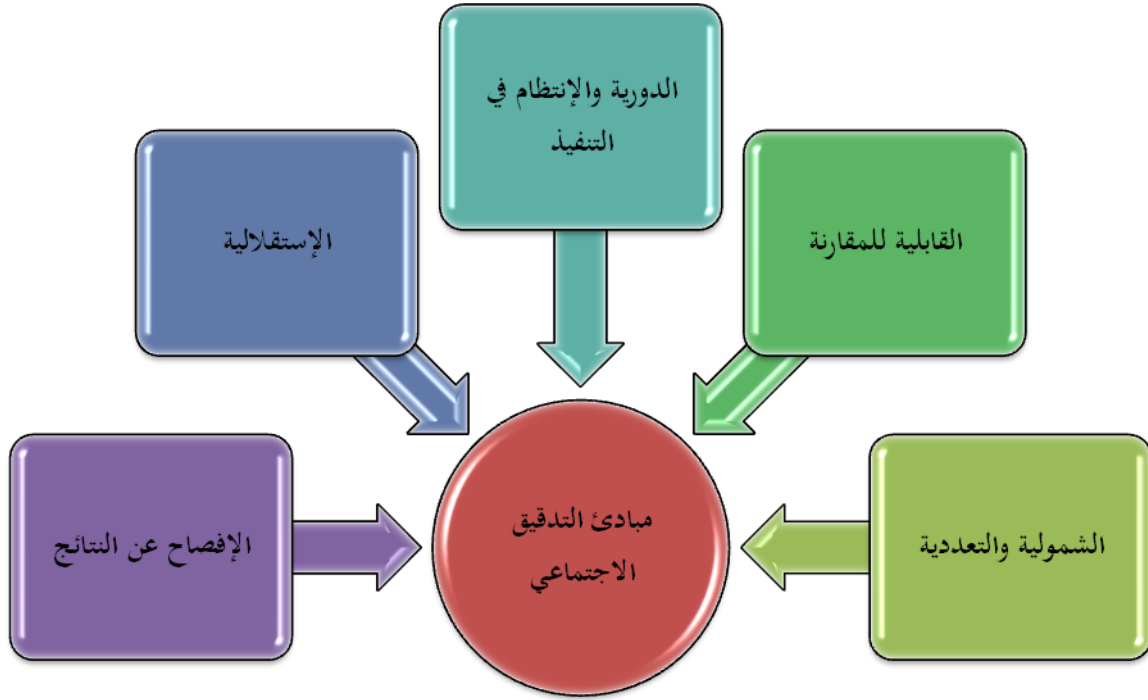 الدورية والإنتظام في
التنفيذ
القابلية للمقارنة
الإستقلالية
الشمولية والتعددية
مبادئ التدقيق
الاجتماعي
الإفصاح عن النتائج